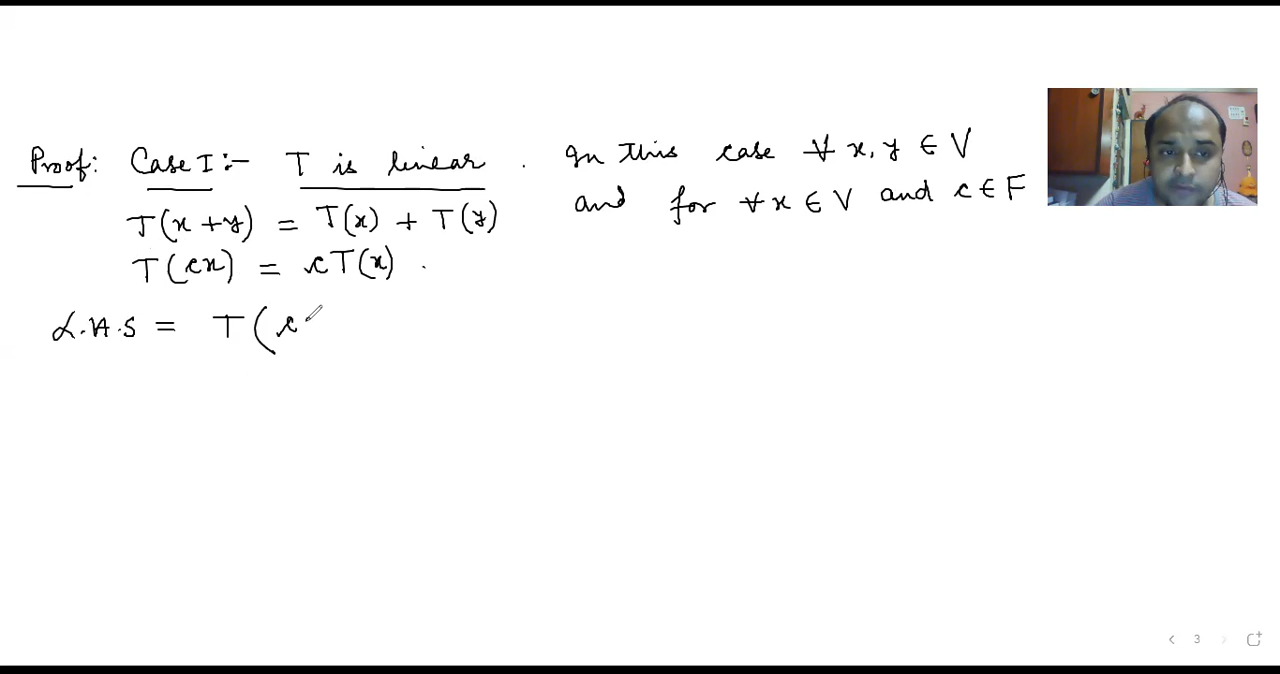 Proof: Case I :- T is linear . In this case ∀ x, y ∈ V
T(x+y) = T(x) + T(y) and for ∀ x ∈ V and c ∈ F
T(cx) = cT(x) .
L.H.S = T(c
3